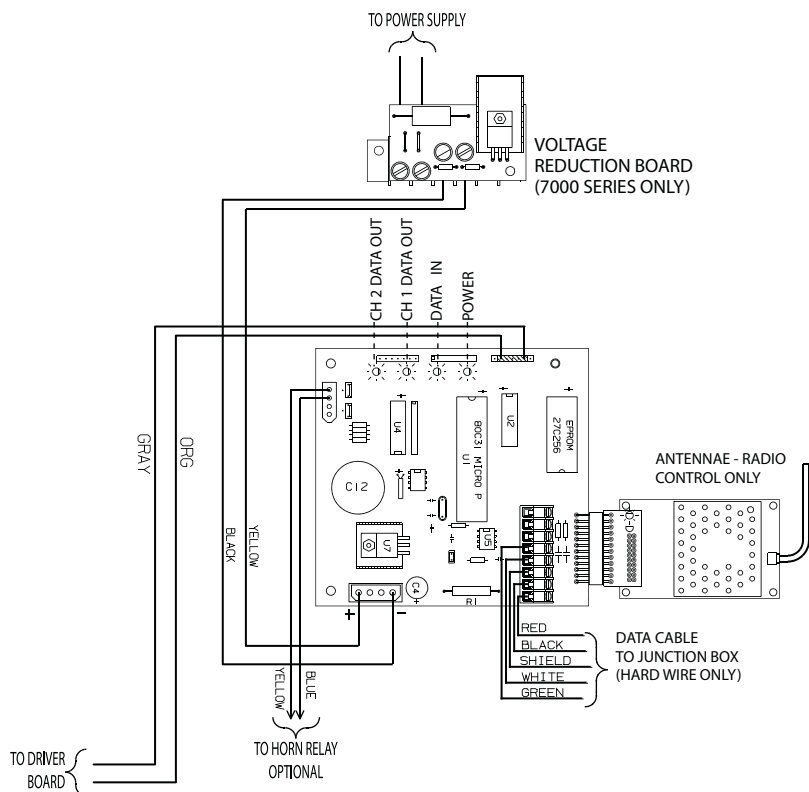 TO POWER SUPPLY
VOLTAGE
REDUCTION BOARD
(7000 SERIES ONLY)
CH 2 DATA OUT
CH 1 DATA OUT
DATA IN
POWER
GRAY
ORG
BLACK
YELLOW
U4
80C31 MICRO P
U1
U2
EPROM
27C256
C12
U7
U5
C4
+
R1
+
-
D
ANTENNAE - RADIO
CONTROL ONLY
RED
BLACK
SHIELD
WHITE
GREEN
DATA CABLE
TO JUNCTION BOX
(HARD WIRE ONLY)
YELLOW
BLUE
TO HORN RELAY
OPTIONAL
TO DRIVER
BOARD